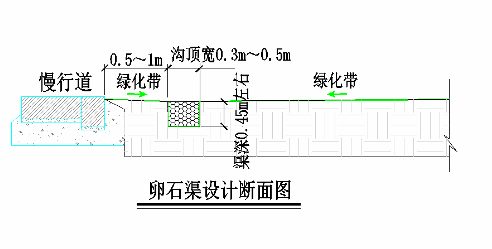 0.5～1m
沟顶宽0.3m～0.5m
慢行道
绿化带
绿化带
渠深0.45m左右
卵石渠设计断面图